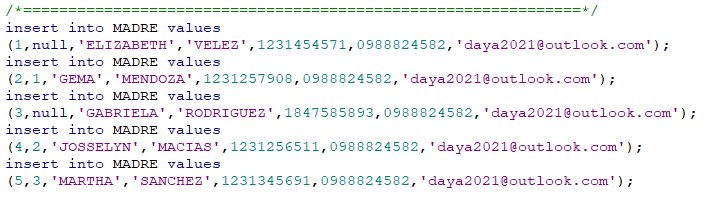 /*==============================================================*/
insert into MADRE values
(1,null,'ELIZABETH','VELEZ',1231454571,0988824582,'daya2021@outlook.com');
insert into MADRE values
(2,1,'GEMA','MENDOZA',1231257908,0988824582,'daya2021@outlook.com');
insert into MADRE values
(3,null,'GABRIELA','RODRIGUEZ',1847585893,0988824582,'daya2021@outlook.com');
insert into MADRE values
(4,2,'JOSSELYN','MACIAS',1231256511,0988824582,'daya2021@outlook.com');
insert into MADRE values
(5,3,'MARTHA','SANCHEZ',1231345691,0988824582,'daya2021@outlook.com');